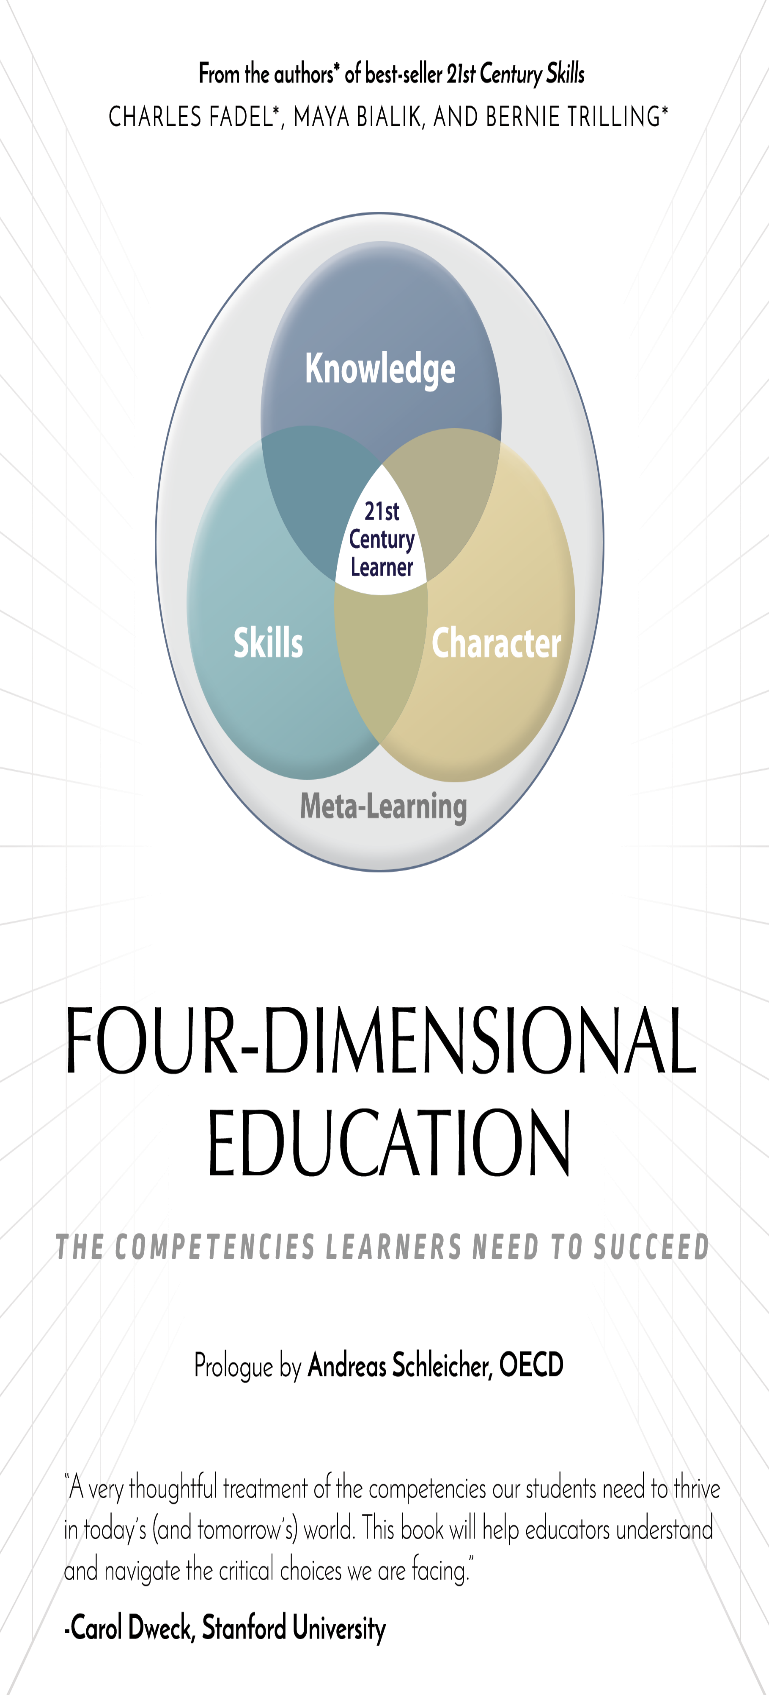 From the authors* of best-seller 21st Century Skills
CHARLES FADEL*, MAYA BIALIK, AND BERNIE TRILLING*
Knowledge
21st
Century
Learner
Skills
Character
Meta-Learning
FOUR-DIMENSIONAL
EDUCATION
THE COMPETENCIES LEARNERS NEED TO SUCCEED
Prologue by Andreas Schleicher, OECD
"A very thoughtful treatment of the competencies our students need to thrive
in today's (and tomorrow's) world. This book will help educators understand
and navigate the critical choices we are facing."
-Carol Dweck, Stanford University